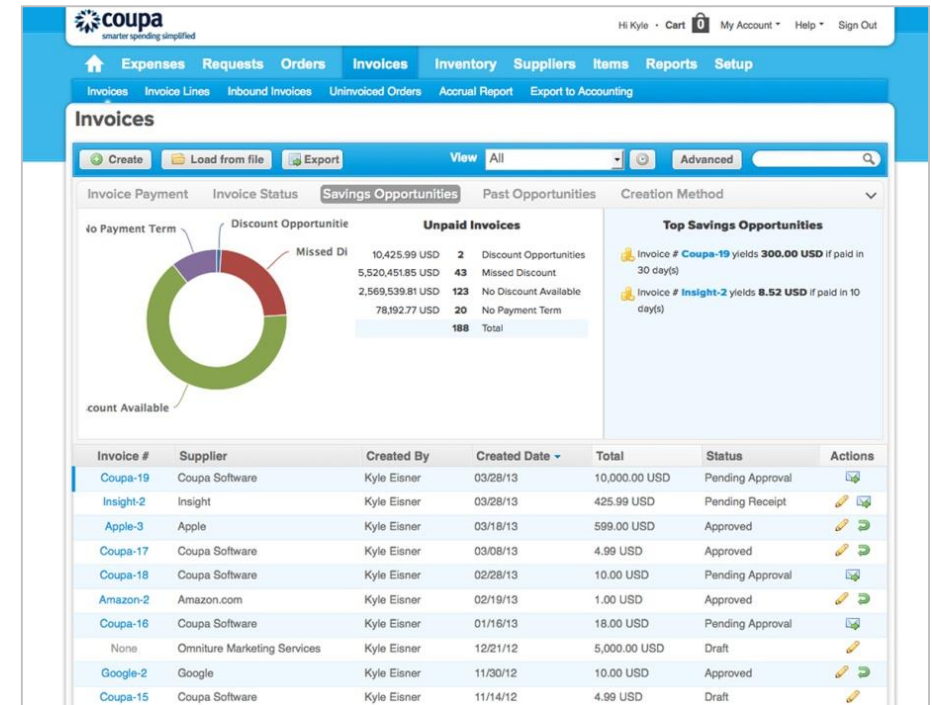 coupa
smarter spending simplified
Hi Kyle · Cart 0 My Account Help Sign Out
Expenses Requests Orders Invoices Inventory Suppliers Items Reports Setup
Invoices Invoice Lines Inbound Invoices Uninvoiced Orders Accrual Report Export to Accounting
Invoices
Create Load from file Export View All Advanced
Invoice Payment Invoice Status Savings Opportunities Past Opportunities Creation Method
No Payment Term
Discount Opportunitie
Missed Di
count Available
Unpaid Invoices
10,425.99 USD 2 Discount Opportunities
5,520,451.85 USD 43 Missed Discount
2,569,539.81 USD 123 No Discount Available
78,192.77 USD 20 No Payment Term
188 Total
Top Savings Opportunities
Invoice # Coupa-19 yields 300.00 USD if paid in
30 day(s)
Invoice # Insight-2 yields 8.52 USD if paid in 10
day(s)
Invoice # Supplier Created By Created Date Total Status Actions
Coupa-19 Coupa Software Kyle Eisner 03/28/13 10,000.00 USD Pending Approval
Insight-2 Insight Kyle Eisner 03/28/13 425.99 USD Pending Receipt
Apple-3 Apple Kyle Eisner 03/18/13 599.00 USD Approved
Coupa-17 Coupa Software Kyle Eisner 03/08/13 4.99 USD Approved
Coupa-18 Coupa Software Kyle Eisner 02/28/13 10.00 USD Pending Approval
Amazon-2 Amazon.com Kyle Eisner 02/19/13 1.00 USD Approved
Coupa-16 Coupa Software Kyle Eisner 01/16/13 18.00 USD Pending Approval
None Omniture Marketing Services Kyle Eisner 12/21/12 5,000.00 USD Draft
Google-2 Google Kyle Eisner 11/30/12 10.00 USD Approved
Coupa-15 Coupa Software Kyle Eisner 11/14/12 4.99 USD Draft